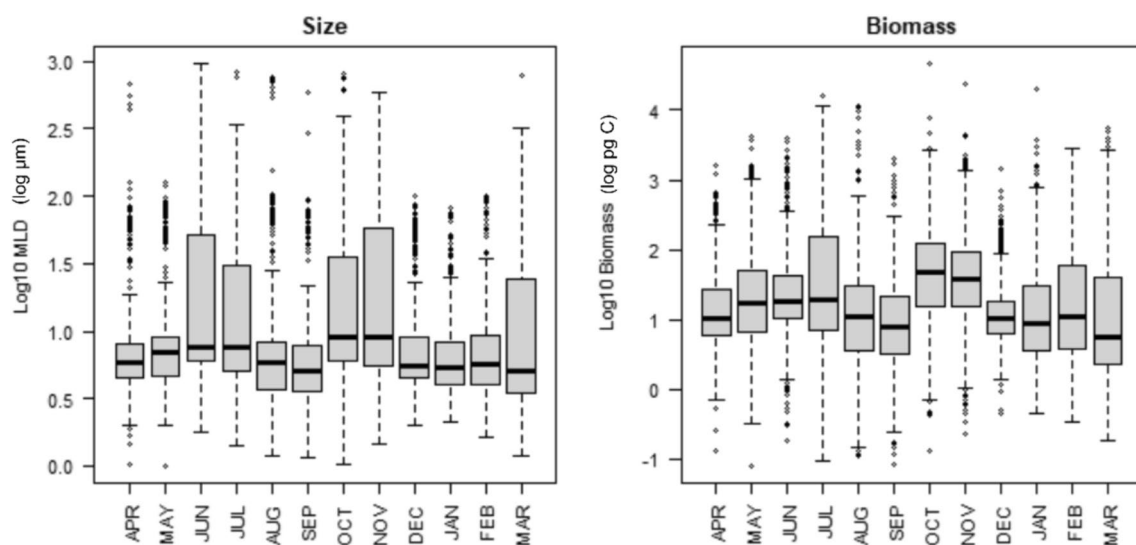 Size
Log10 MLD (log µm)
3.0
2.5
2.0
1.5
1.0
0.5
0.0
APR
MAY
JUN
JUL
AUG
SEP
OCT
NOV
DEC
JAN
FEB
MAR
Biomass
Log10 Biomass (log pg C)
4
3
2
1
0
-1
APR
MAY
JUN
JUL
AUG
SEP
OCT
NOV
DEC
JAN
FEB
MAR